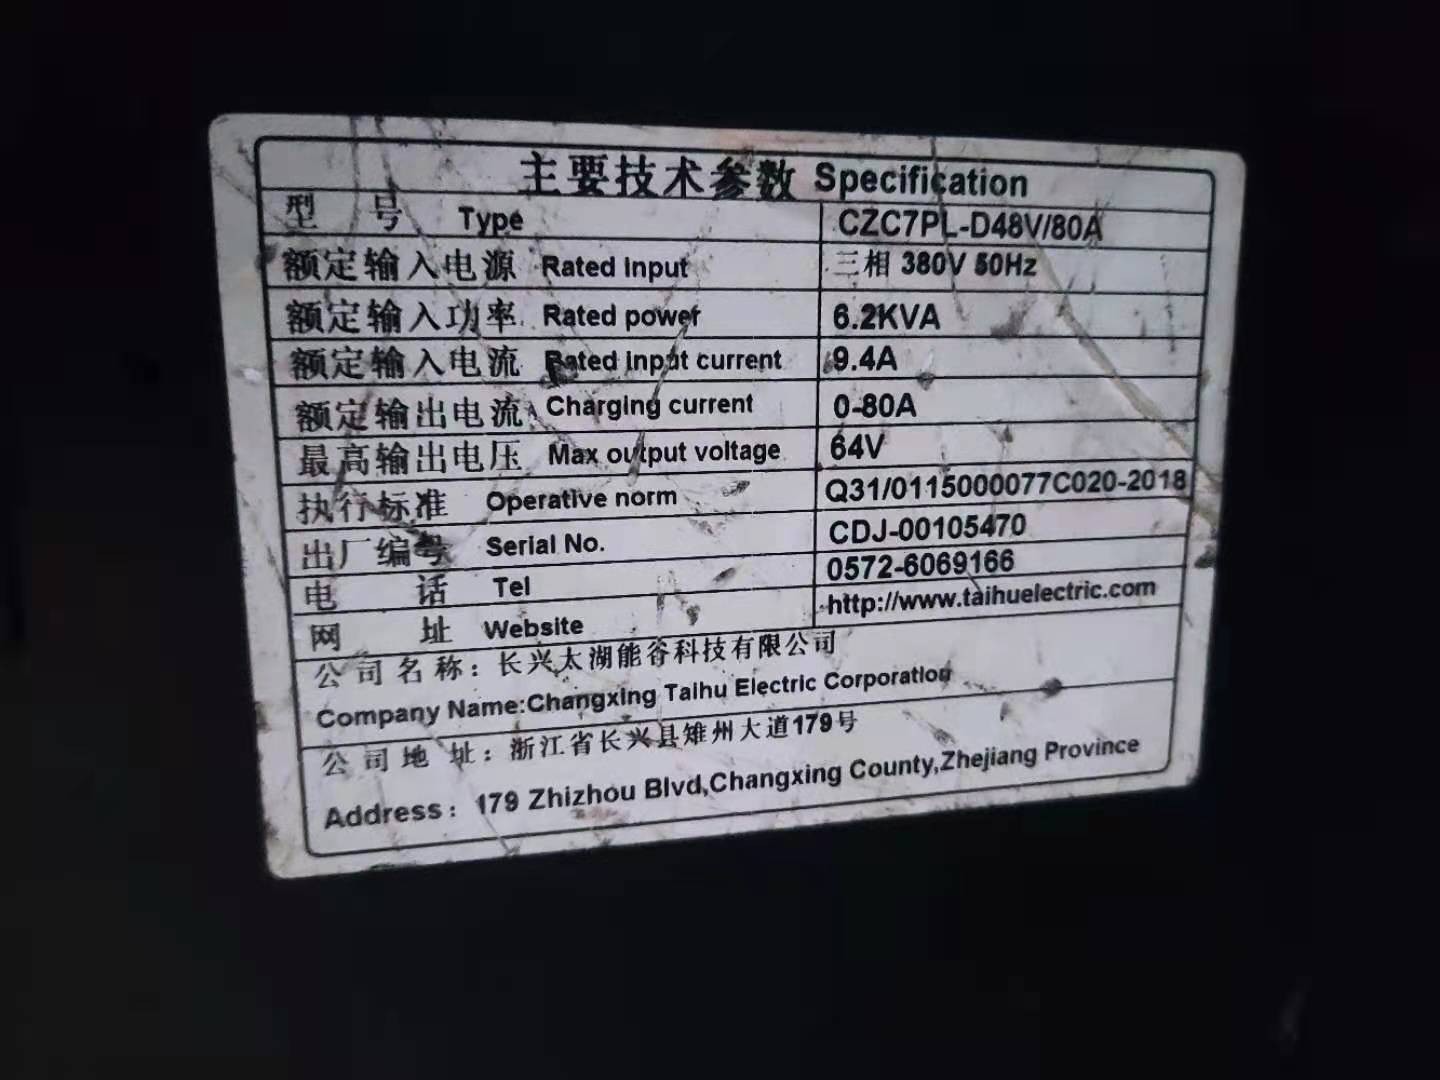 主要技术参数 Specification
型 号 Type CZC7PL-D48V/80A
额定输入电源 Rated input 三相 380V 50Hz
额定输入功率 Rated power 6.2KVA
额定输入电流 Rated input current 9.4A
额定输出电流 Charging current 0-80A
最高输出电压 Max output voltage 64V
执行标准 Operative norm Q31/0115000077C020-2018
出厂编号 Serial No. CDJ-00105470
电 话 Tel 0572-6069166
网 址 Website http://www.taihuelectric.com
公司名称：长兴太湖能谷科技有限公司
Company Name:Changxing Taihu Electric Corporation
公司地址：浙江省长兴县雉州大道179号
Address：179 Zhizhou Blvd,Changxing County,Zhejiang Province